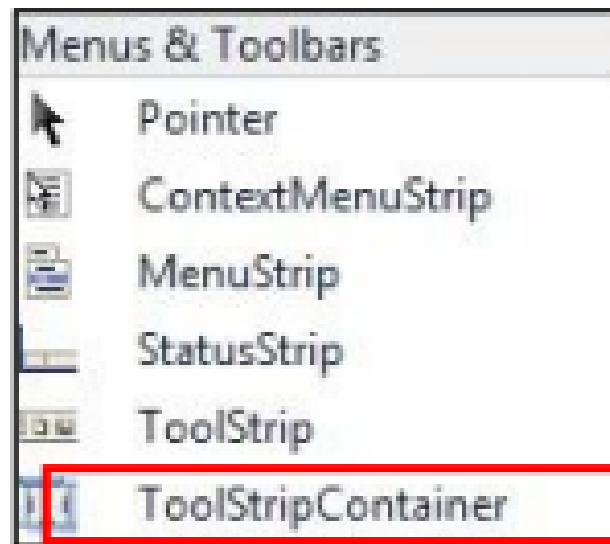 Menus & Toolbars
Pointer
ContextMenuStrip
MenuStrip
StatusStrip
ToolStrip
ToolStripContainer